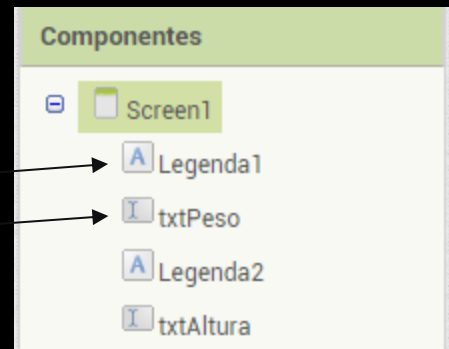 Componentes
Screen1
Legenda1
txtPeso
Legenda2
txtAltura